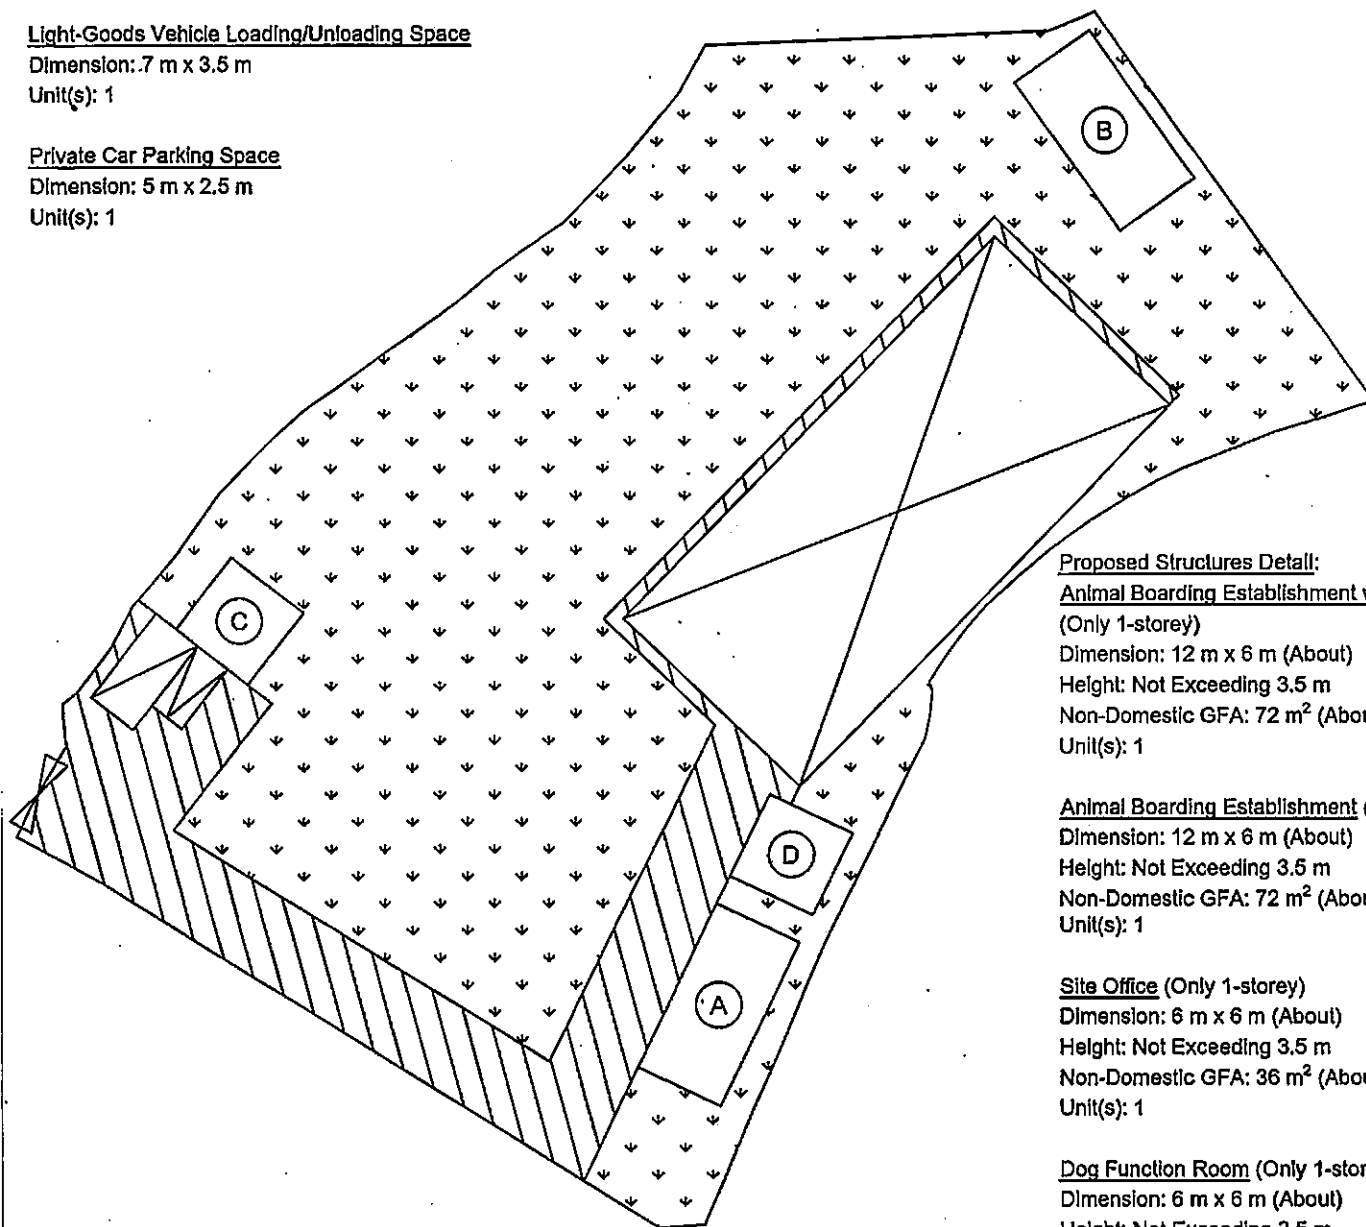 Light-Goods Vehicle Loading/Unloading Space
Dimension: 7 m x 3.5 m
Unit(s): 1
Private Car Parking Space
Dimension: 5 m x 2.5 m
Unit(s): 1
B
C
D
A
Proposed Structures Detail:
Animal Boarding Establishment
(Only 1-storey)
Dimension: 12 m x 6 m (About)
Height: Not Exceeding 3.5 m
Non-Domestic GFA: 72 m² (Abou
Unit(s): 1
Animal Boarding Establishment (
Dimension: 12 m x 6 m (About)
Height: Not Exceeding 3.5 m
Non-Domestic GFA: 72 m² (Abou
Unit(s): 1
Site Office (Only 1-storey)
Dimension: 6 m x 6 m (About)
Height: Not Exceeding 3.5 m
Non-Domestic GFA: 36 m² (Abou
Unit(s): 1
Dog Function Room (Only 1-stor
Dimension: 6 m x 6 m (About)
Height: Not Exceeding 3.5 m